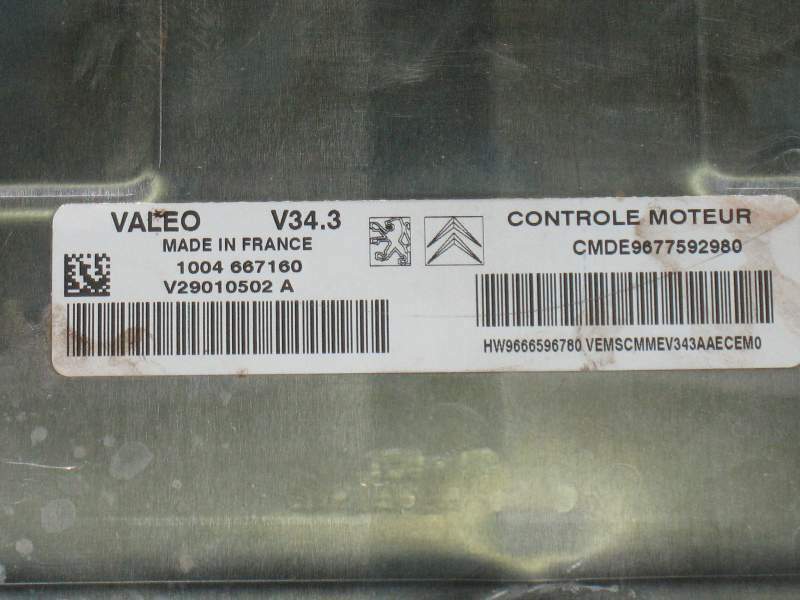 VALEO V34.3
MADE IN FRANCE
1004 667160
V29010502 A
CONTROLE MOTEUR
CMDE9677592980
HW9666596780 VEMSCMMEV343AAECEM0